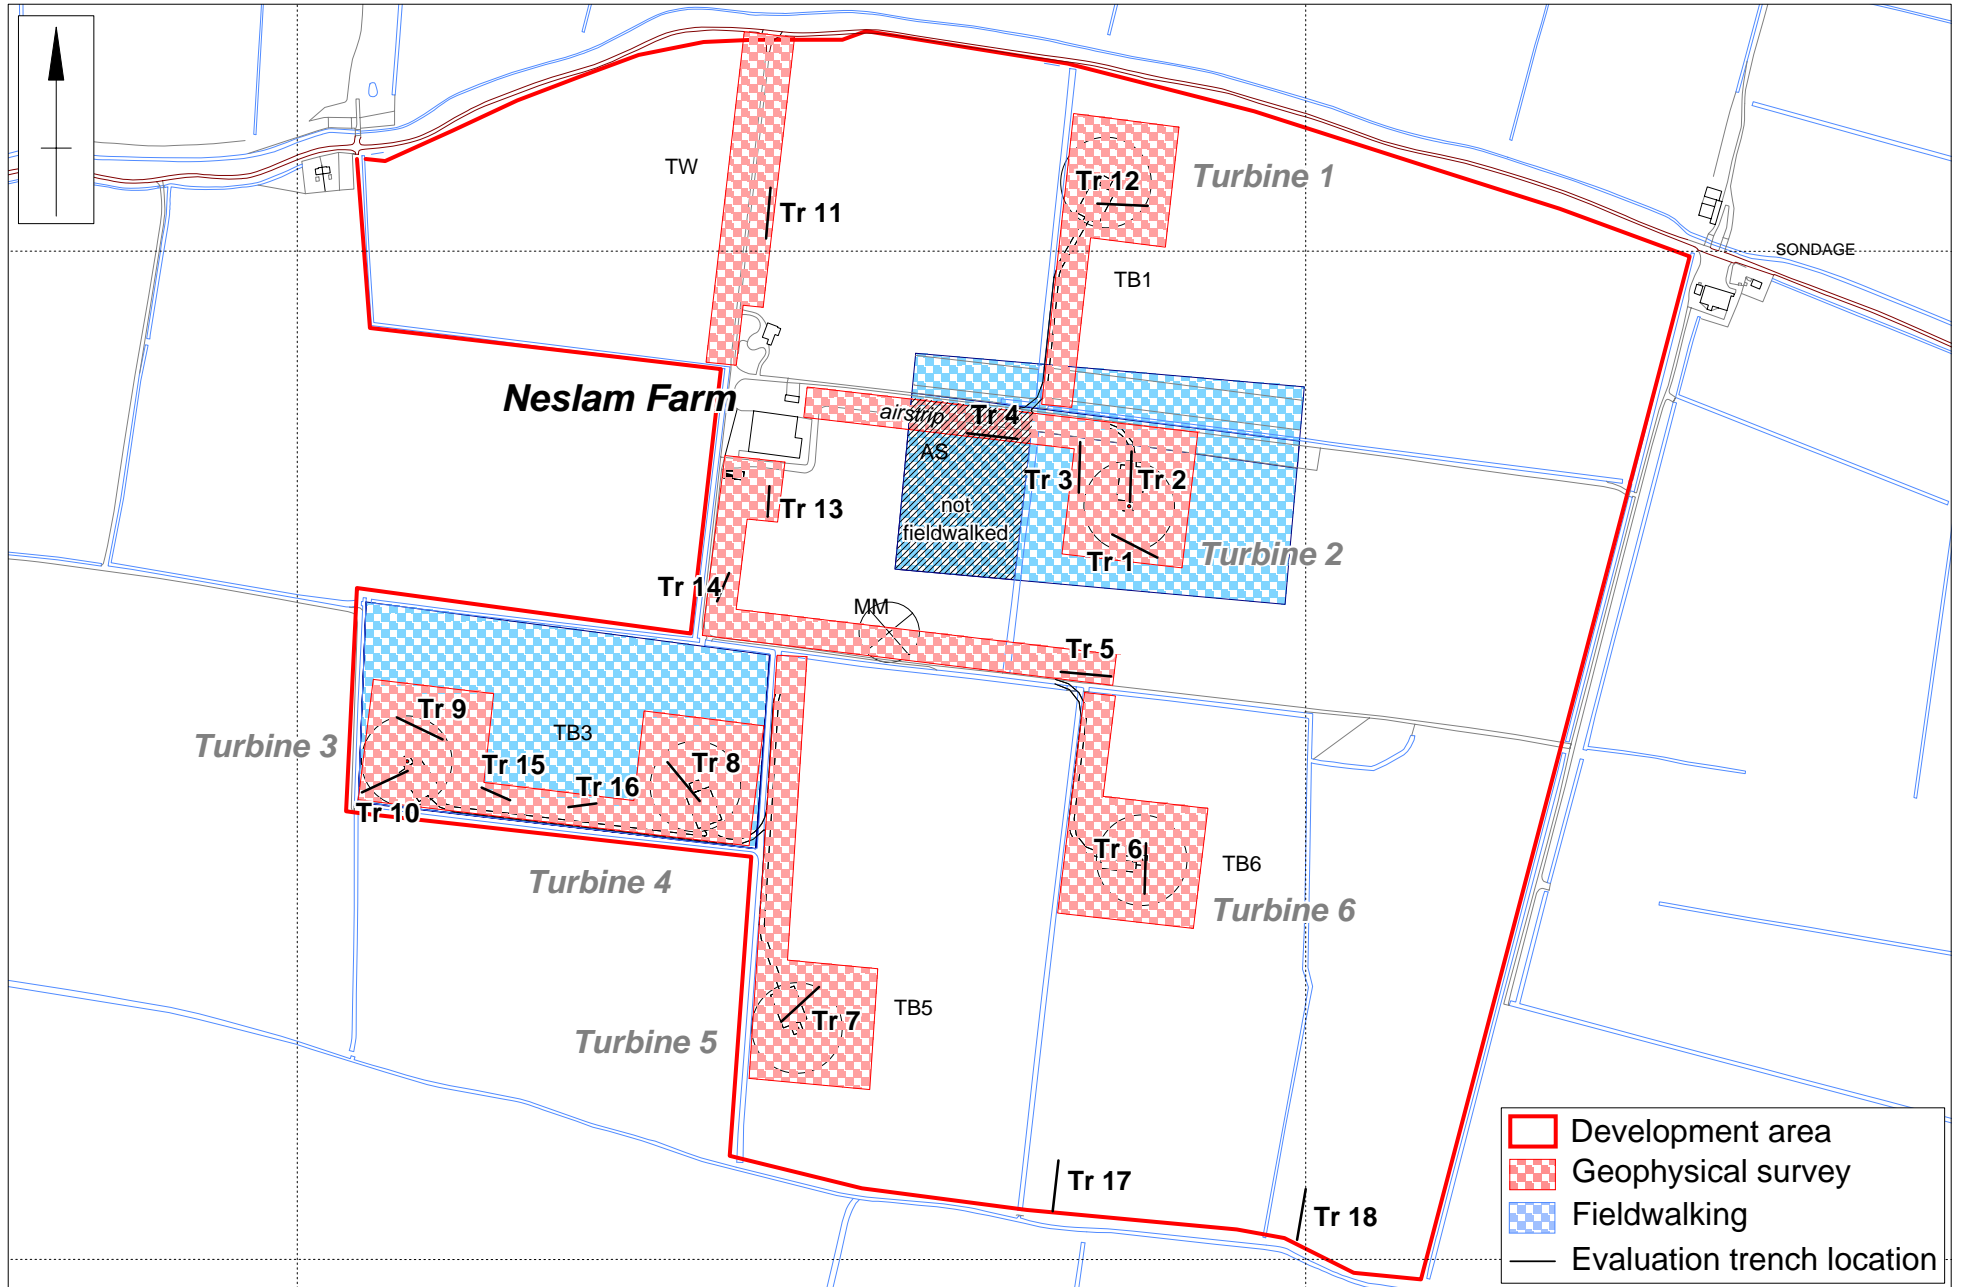 TW
Tr 12
Turbine 1
Tr 11
SONDAGE
TB1
Neslam Farm
airstrip
Tr 4
AS
Tr 3
Tr 2
not
fieldwalked
Tr 13
Tr 1
Turbine 2
Tr 14
MM
Tr 5
Tr 9
TB3
Turbine 3
Tr 15
Tr 8
Tr 16
Tr 10
Tr 6
TB6
Turbine 4
Turbine 6
TB5
Tr 7
Turbine 5
Tr 17
Tr 18
Development area
Geophysical survey
Fieldwalking
Evaluation trench location